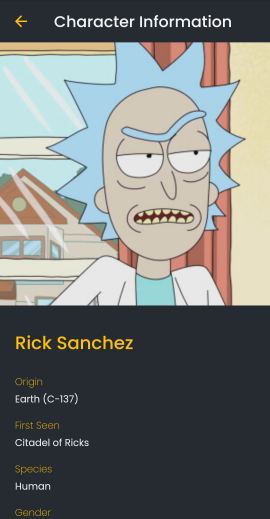 Character Information
Rick Sanchez
Origin
Earth (C-137)
First Seen
Citadel of Ricks
Species
Human
Gender